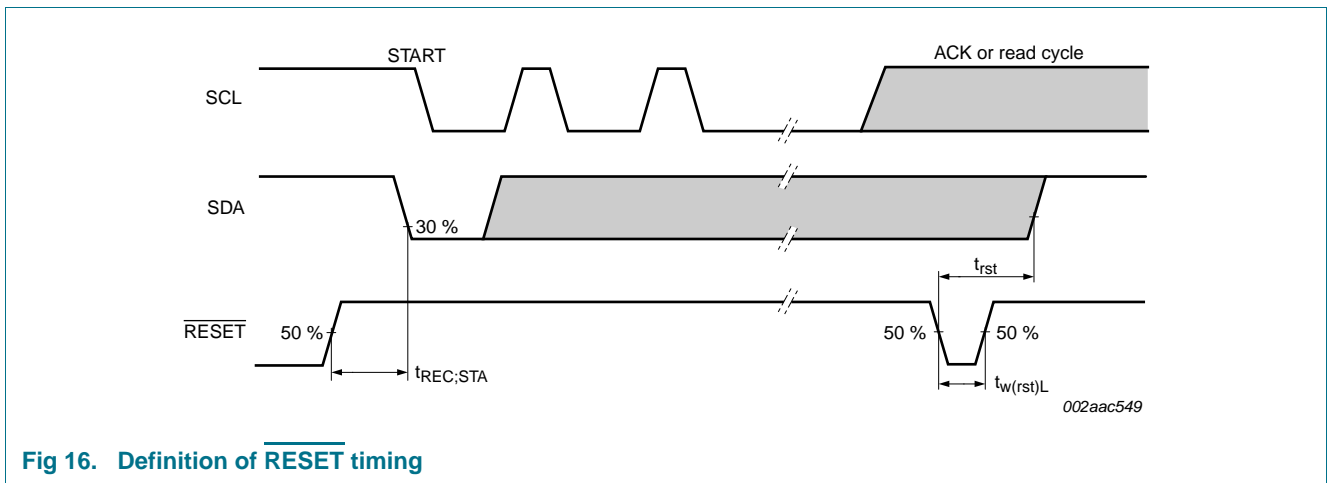 START
ACK or read cycle
SCL
SDA
30 %
t_rst
RESET
50 %
50 %
50 %
t_REC;STA
t_w(rst)L
002aac549
Fig 16. Definition of RESET timing